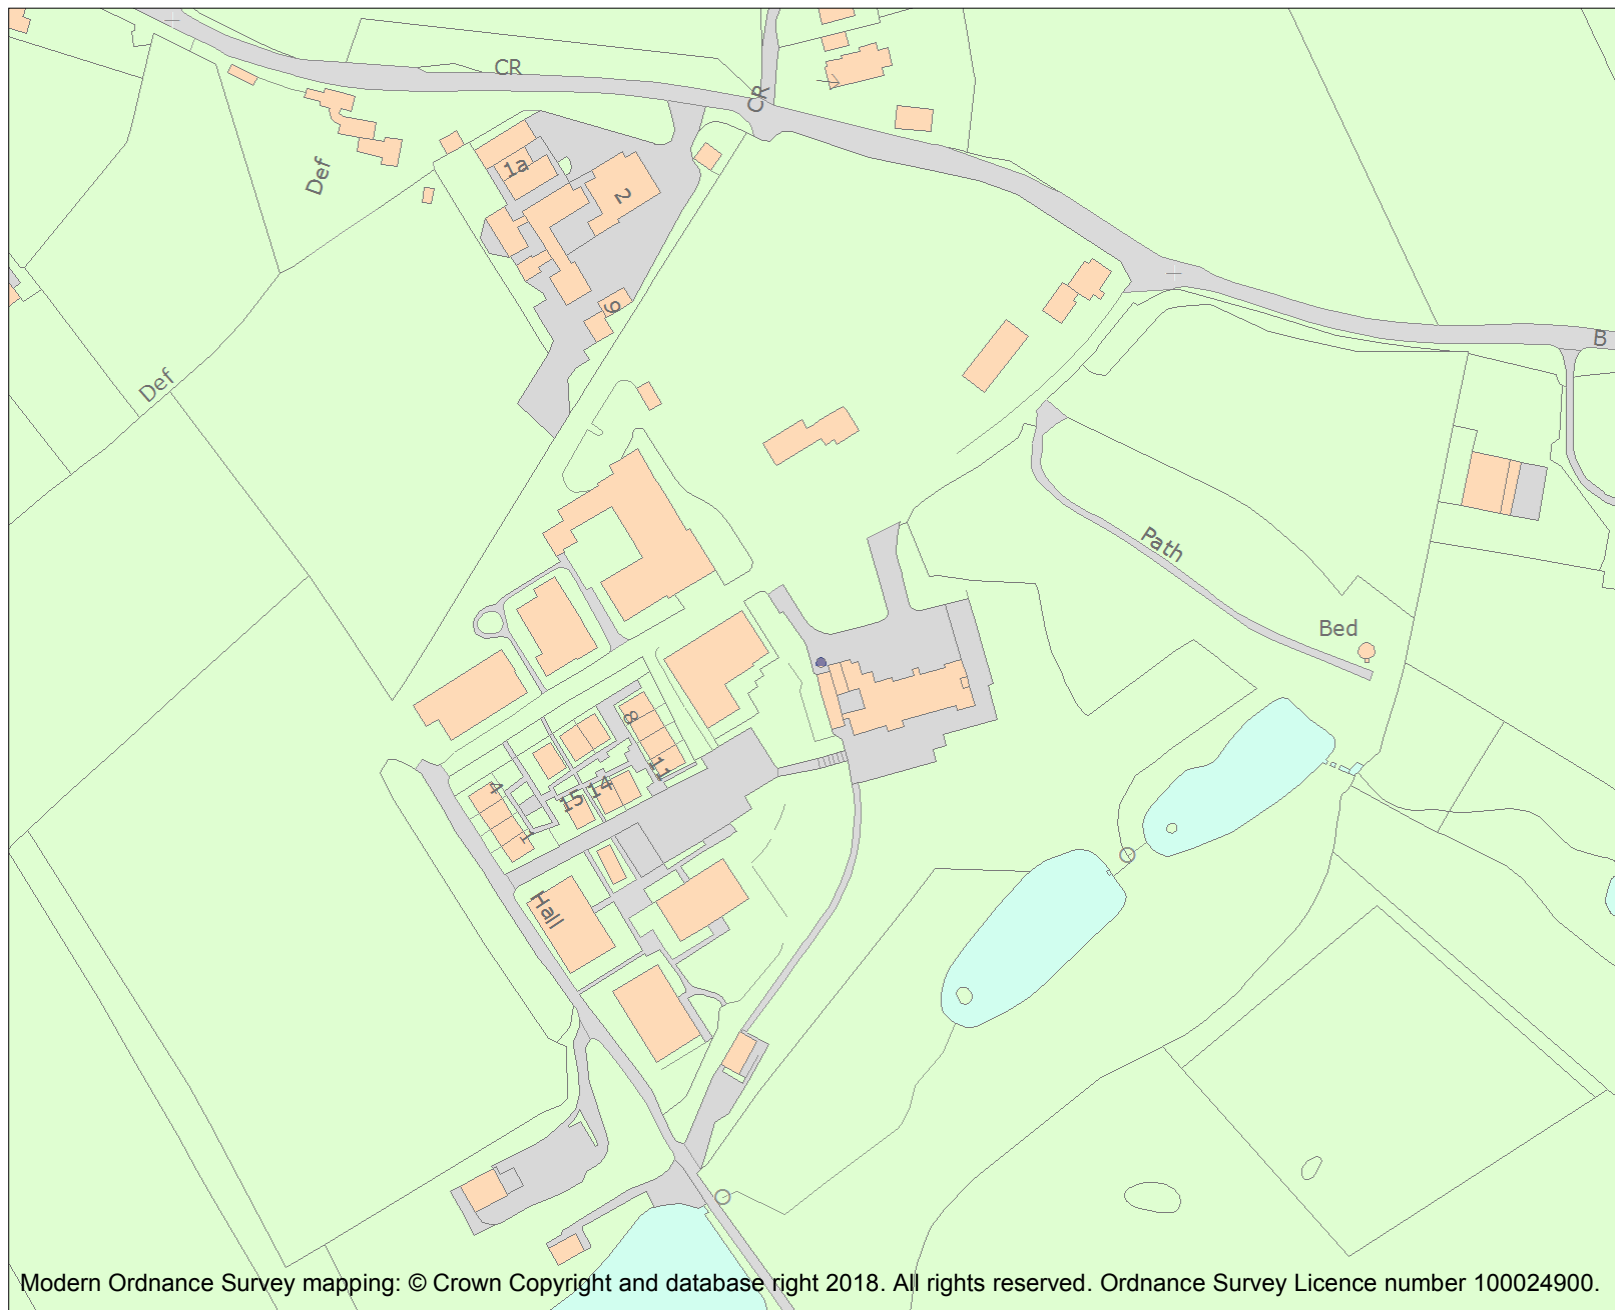 CR
CR
1a
2
Def
9
B
Def
Path
Bed
8
11
4
15
14
1
Hall
Modern Ordnance Survey mapping: © Crown Copyright and database right 2018. All rights reserved. Ordnance Survey Licence number 100024900.